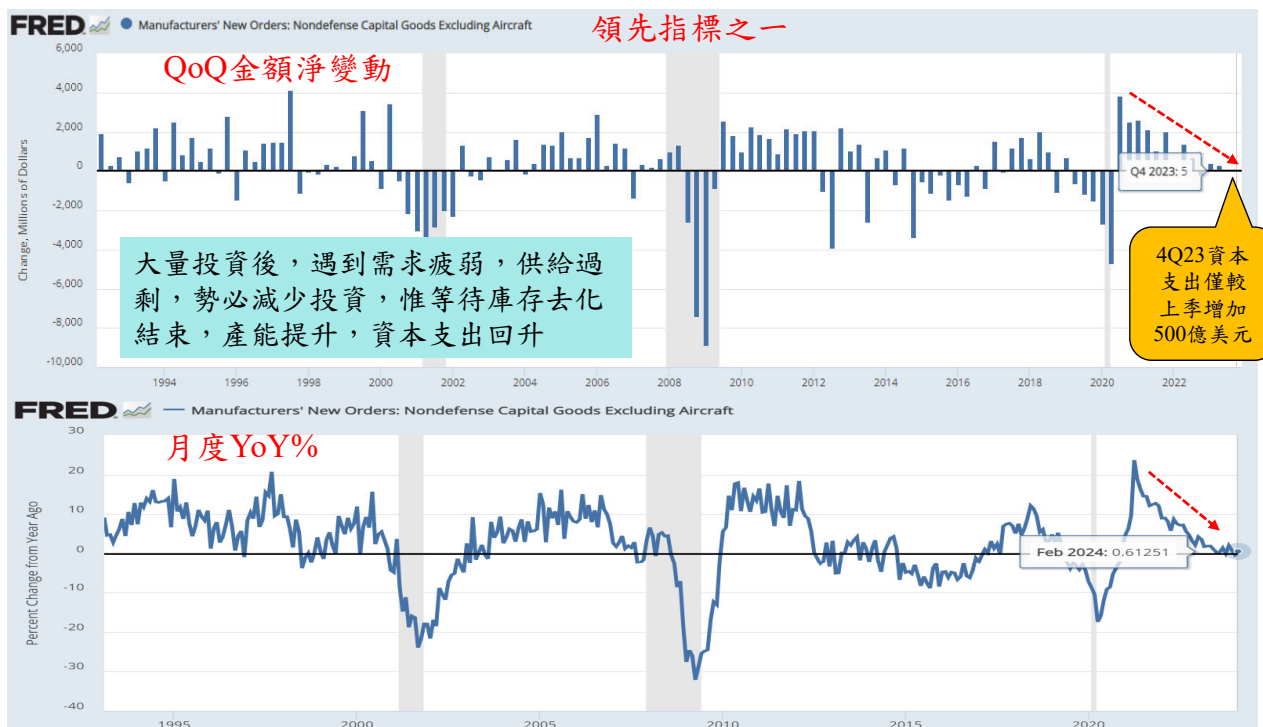 FRED Manufacturers' New Orders: Nondefense Capital Goods Excluding Aircraft
領先指標之一
QoQ金額淨變動
Change, Millions of Dollars
6,000
4,000
2,000
0
-2,000
-4,000
-6,000
-8,000
-10,000
Q4 2023: 5
大量投資後，遇到需求疲弱，供給過
剩，勢必減少投資，惟等待庫存去化
結束，產能提升，資本支出回升
4Q23資本
支出僅較
上季增加
500億美元
1994 1996 1998 2000 2002 2004 2006 2008 2010 2012 2014 2016 2018 2020 2022
FRED Manufacturers' New Orders: Nondefense Capital Goods Excluding Aircraft
月度YoY%
Percent Change from Year Ago
30
20
10
0
-10
-20
-30
-40
Feb 2024: 0.61251
1995 2000 2005 2010 2015 2020